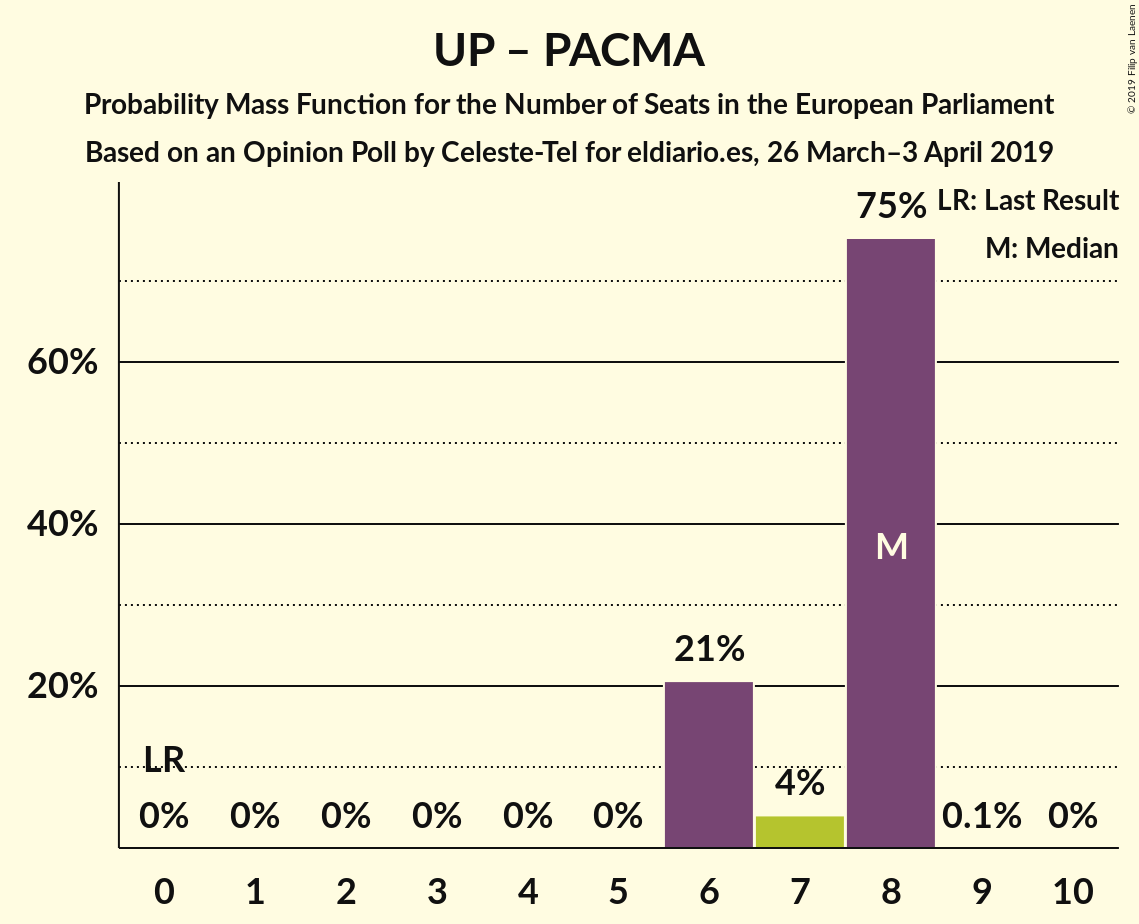 UP – PACMA
Probability Mass Function for the Number of Seats in the European Parliament
Based on an Opinion Poll by Celeste-Tel for eldiario.es, 26 March–3 April 2019
© 2019 Filip van Laenen
LR: Last Result
M: Median
75%
60%
40%
M
21%
20%
LR
4%
0% 0% 0% 0% 0% 0% 0.1% 0%
0 1 2 3 4 5 6 7 8 9 10